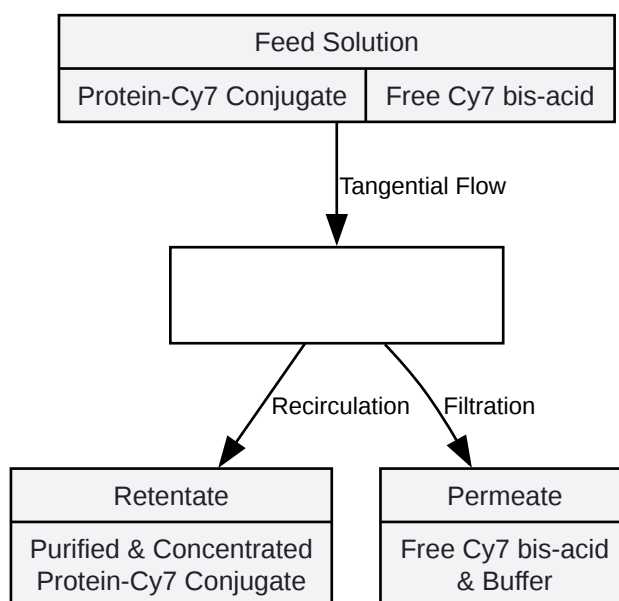 Feed Solution
Protein-Cy7 Conjugate
Free Cy7 bis-acid
Tangential Flow
Recirculation
Filtration
Retentate
Purified & Concentrated
Protein-Cy7 Conjugate
Permeate
Free Cy7 bis-acid
& Buffer